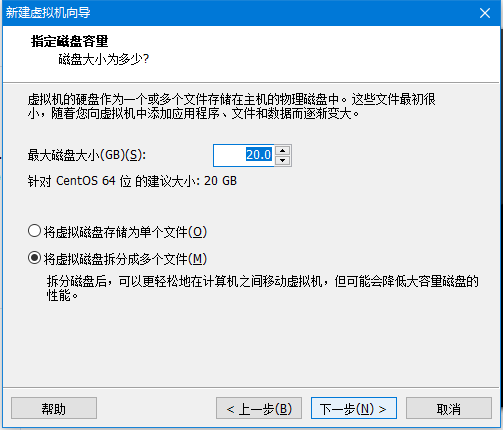 新建虚拟机向导
指定磁盘容量
磁盘大小为多少?
虚拟机的硬盘作为一个或多个文件存储在主机的物理磁盘中。这些文件最初很
小，随着您向虚拟机中添加应用程序、文件和数据而逐渐变大。
最大磁盘大小(GB)(S): 20.0
针对 CentOS 64 位 的建议大小: 20 GB
将虚拟磁盘存储为单个文件(O)
将虚拟磁盘拆分成多个文件(M)
拆分磁盘后，可以更轻松地在计算机之间移动虚拟机，但可能会降低大容量磁盘的
性能。
帮助 < 上一步(B) 下一步(N) > 取消